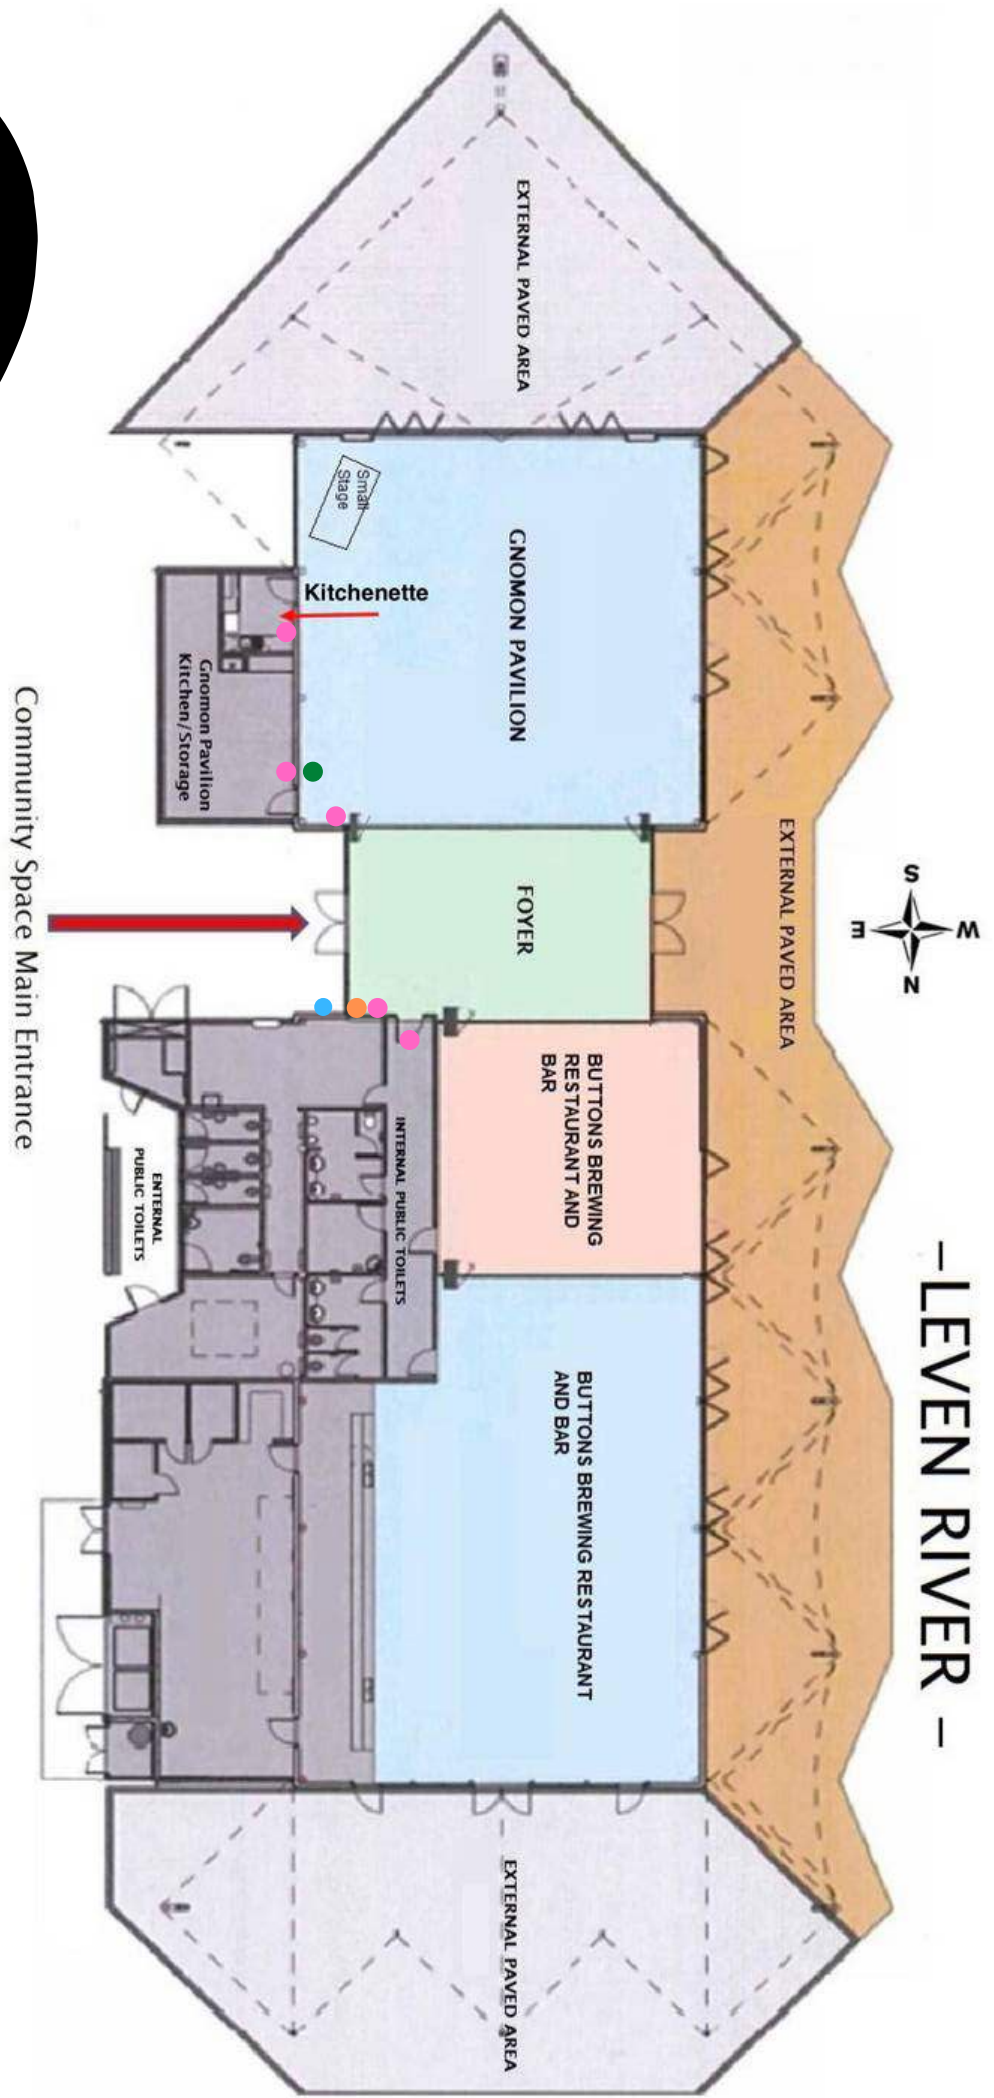 – LEVEN RIVER –
S
W
E
N
EXTERNAL PAVED AREA
EXTERNAL PAVED AREA
GNOMON PAVILION
Small
Stage
Kitchenette
Gnomon Pavilion
Kitchen/Storage
FOYER
Community Space Main Entrance
BUTTONS BREWING
RESTAURANT AND
BAR
INTERNAL PUBLIC TOILETS
ENTERNAL
PUBLIC TOILETS
BUTTONS BREWING RESTAURANT
AND BAR
EXTERNAL PAVED AREA